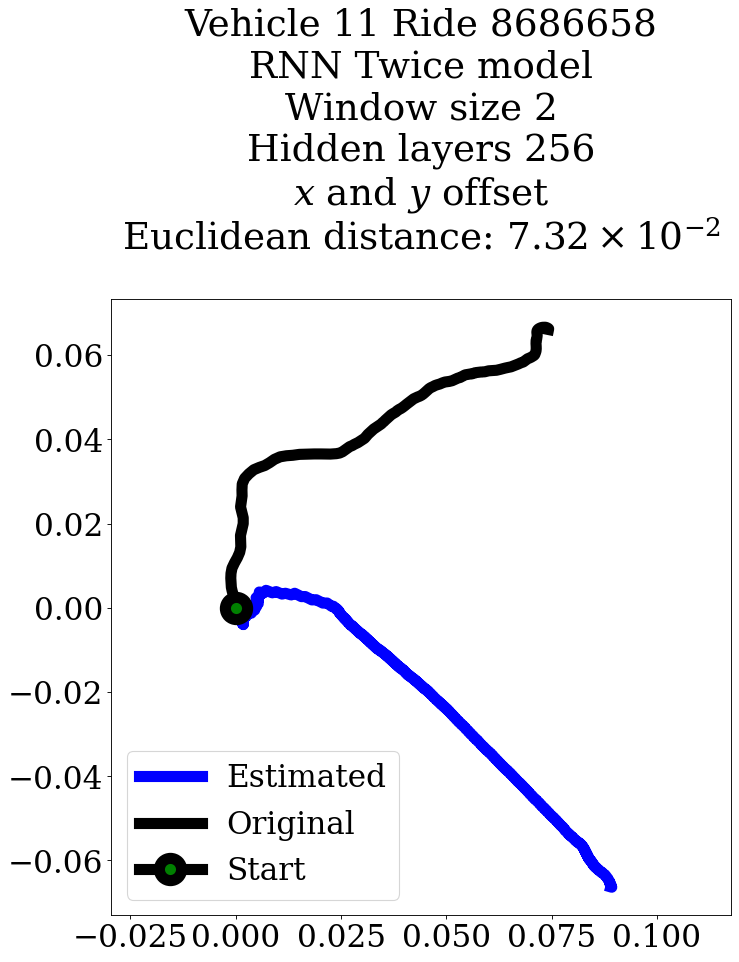 Vehicle 11 Ride 8686658
RNN Twice model
Window size 2
Hidden layers 256
x and y offset
Euclidean distance: 7.32 × 10⁻²
0.06
0.04
0.02
0.00
−0.02
−0.04
−0.06
Estimated
Original
Start
−0.025 0.000 0.025 0.050 0.075 0.100